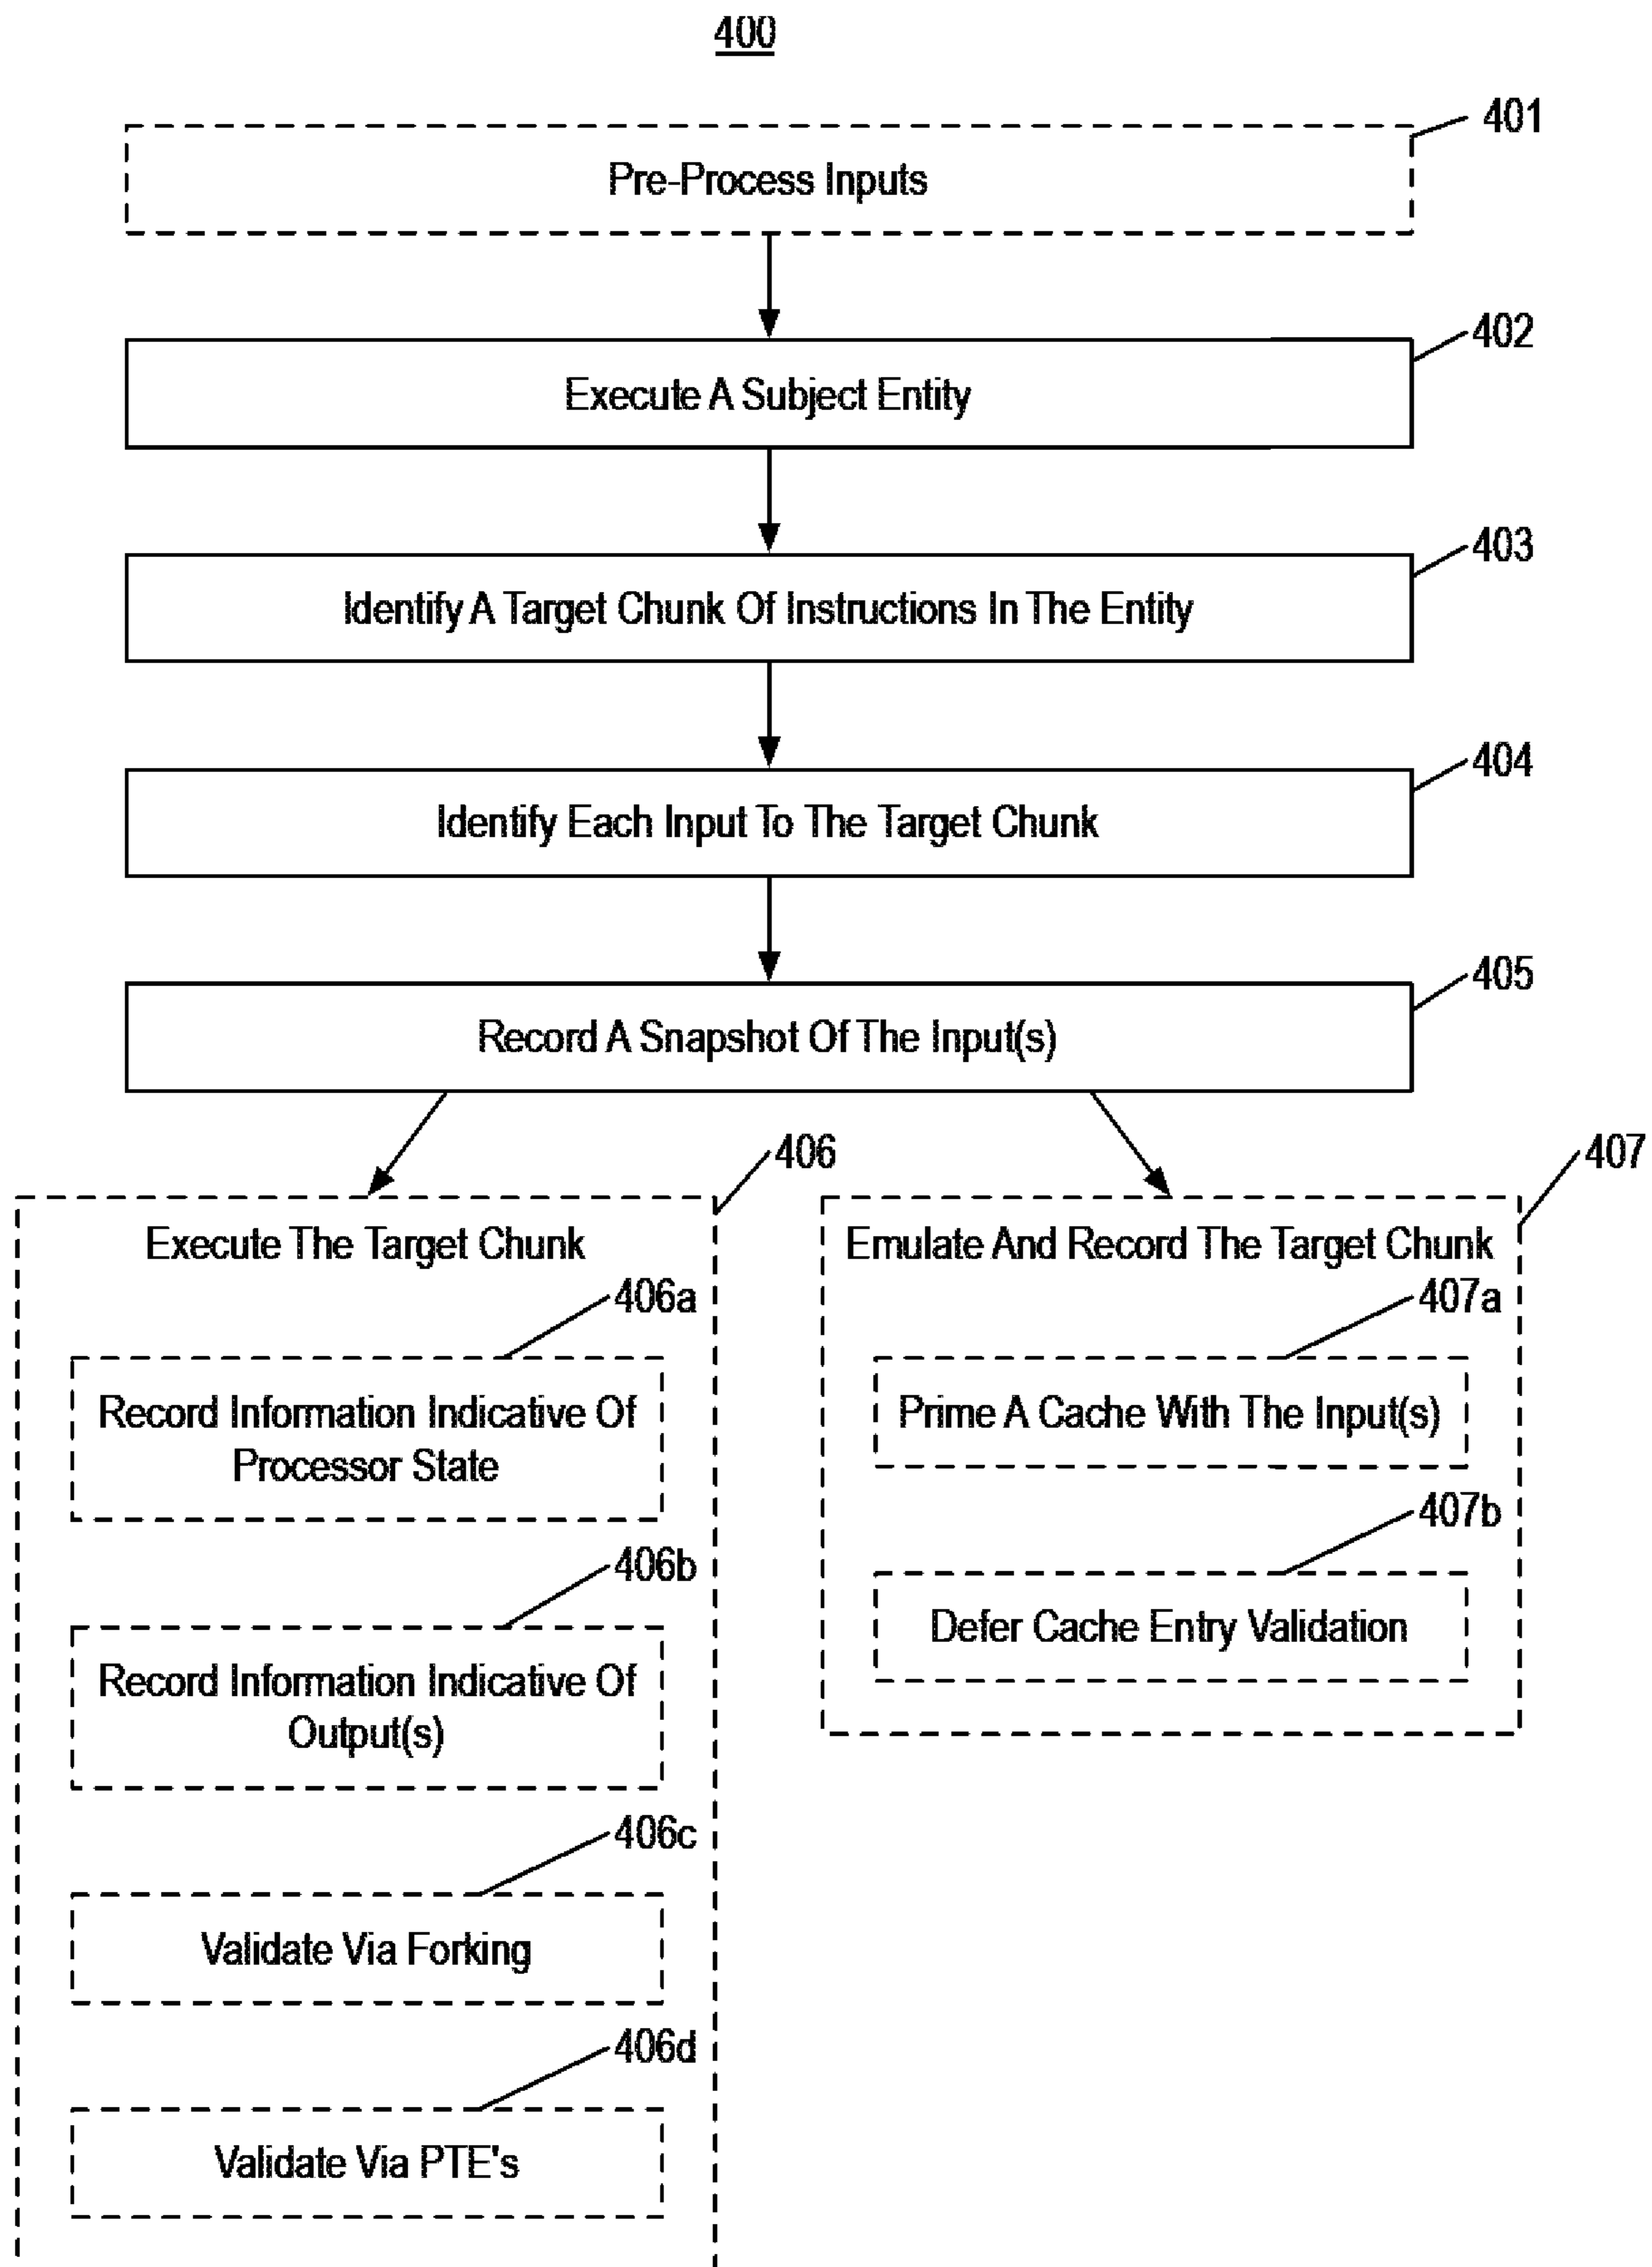 400
401
Pre-Process Inputs
402
Execute A Subject Entity
403
Identify A Target Chunk Of Instructions In The Entity
404
Identify Each Input To The Target Chunk
405
Record A Snapshot Of The Input(s)
406
Execute The Target Chunk
406a
Record Information Indicative Of
Processor State
406b
Record Information Indicative Of
Output(s)
406c
Validate Via Forking
406d
Validate Via PTE's
407
Emulate And Record The Target Chunk
407a
Prime A Cache With The Input(s)
407b
Defer Cache Entry Validation